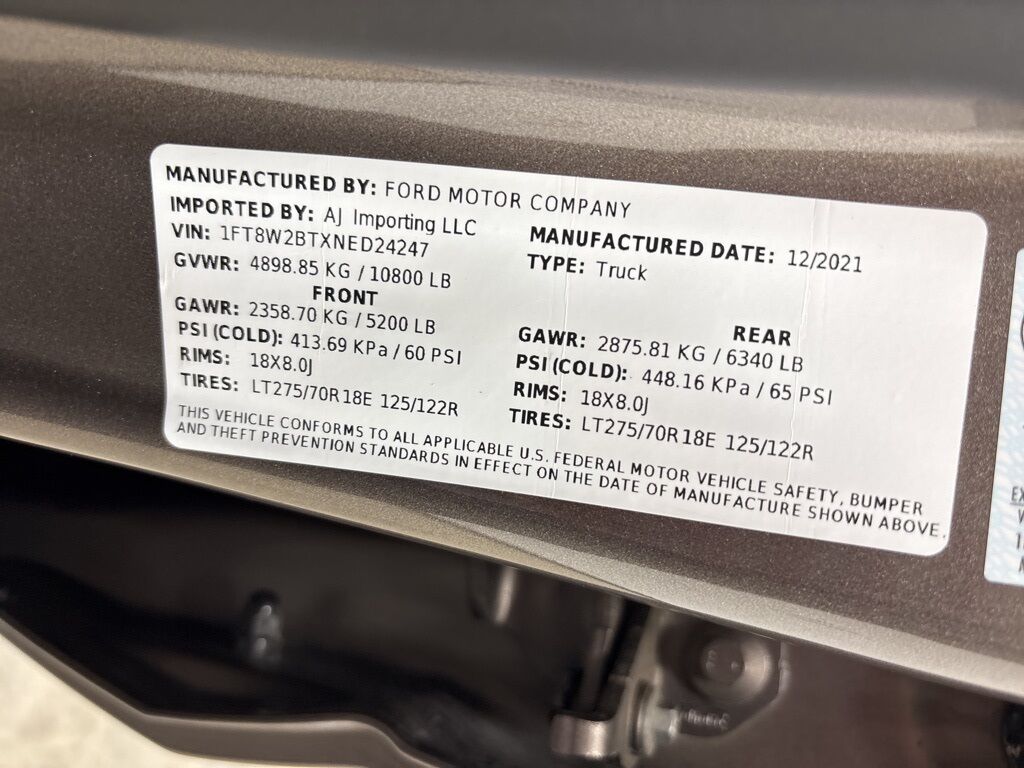 MANUFACTURED BY: FORD MOTOR COMPANY
IMPORTED BY: AJ Importing LLC
VIN: 1FT8W2BTXNED24247
MANUFACTURED DATE: 12/2021
GVWR: 4898.85 KG / 10800 LB
TYPE: Truck
FRONT
GAWR: 2358.70 KG / 5200 LB
PSI (COLD): 413.69 KPa / 60 PSI
RIMS: 18X8.0J
TIRES: LT275/70R18E 125/122R
REAR
GAWR: 2875.81 KG / 6340 LB
PSI (COLD): 448.16 KPa / 65 PSI
RIMS: 18X8.0J
TIRES: LT275/70R18E 125/122R
THIS VEHICLE CONFORMS TO ALL APPLICABLE U.S. FEDERAL MOTOR VEHICLE SAFETY, BUMPER
AND THEFT PREVENTION STANDARDS IN EFFECT ON THE DATE OF MANUFACTURE SHOWN ABOVE.